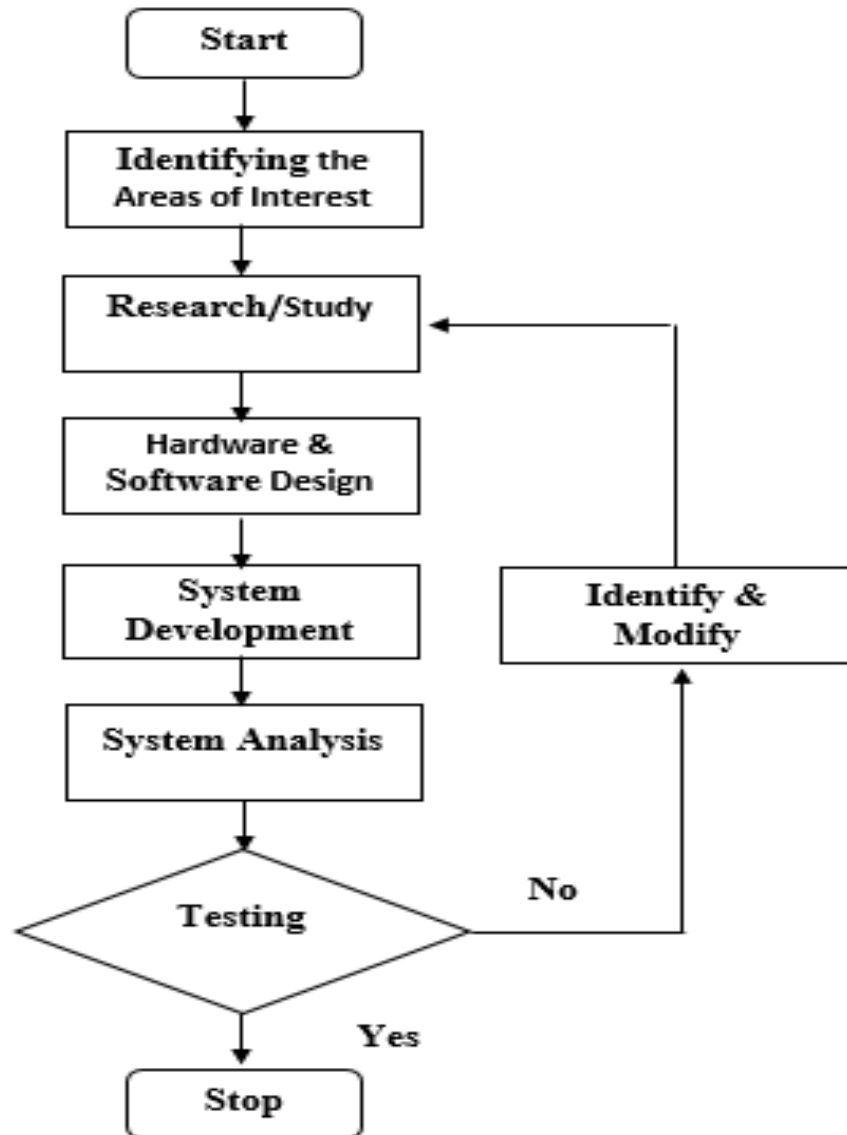 Start
Identifying the
Areas of Interest
Research/Study
Hardware &
Software Design
System
Development
Identify &
Modify
System Analysis
Testing
No
Yes
Stop